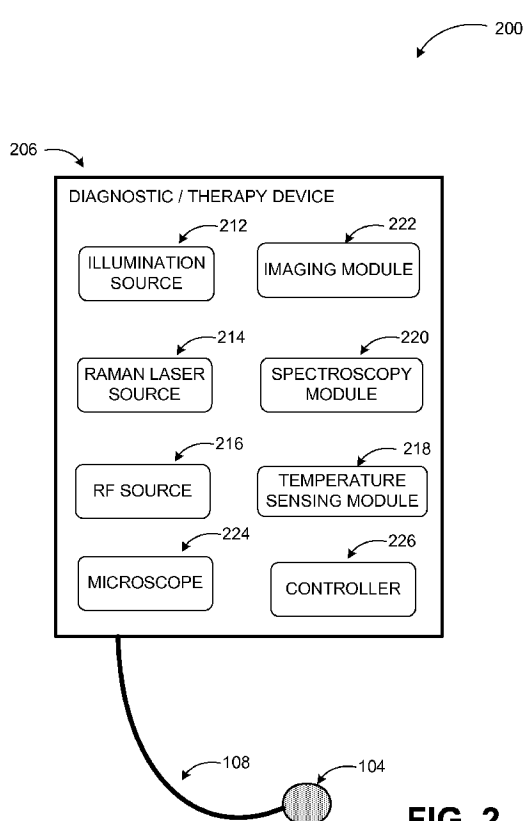 200
206
DIAGNOSTIC / THERAPY DEVICE
212
ILLUMINATION
SOURCE
222
IMAGING MODULE
214
RAMAN LASER
SOURCE
220
SPECTROSCOPY
MODULE
216
RF SOURCE
218
TEMPERATURE
SENSING MODULE
224
MICROSCOPE
226
CONTROLLER
108
104
FIG. 2